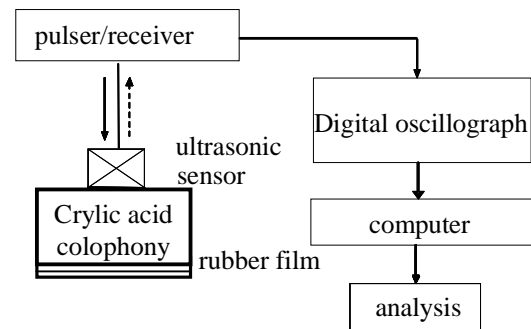 pulser/receiver
Digital oscillograph
ultrasonic
sensor
Crylic acid
colophony
rubber film
computer
analysis